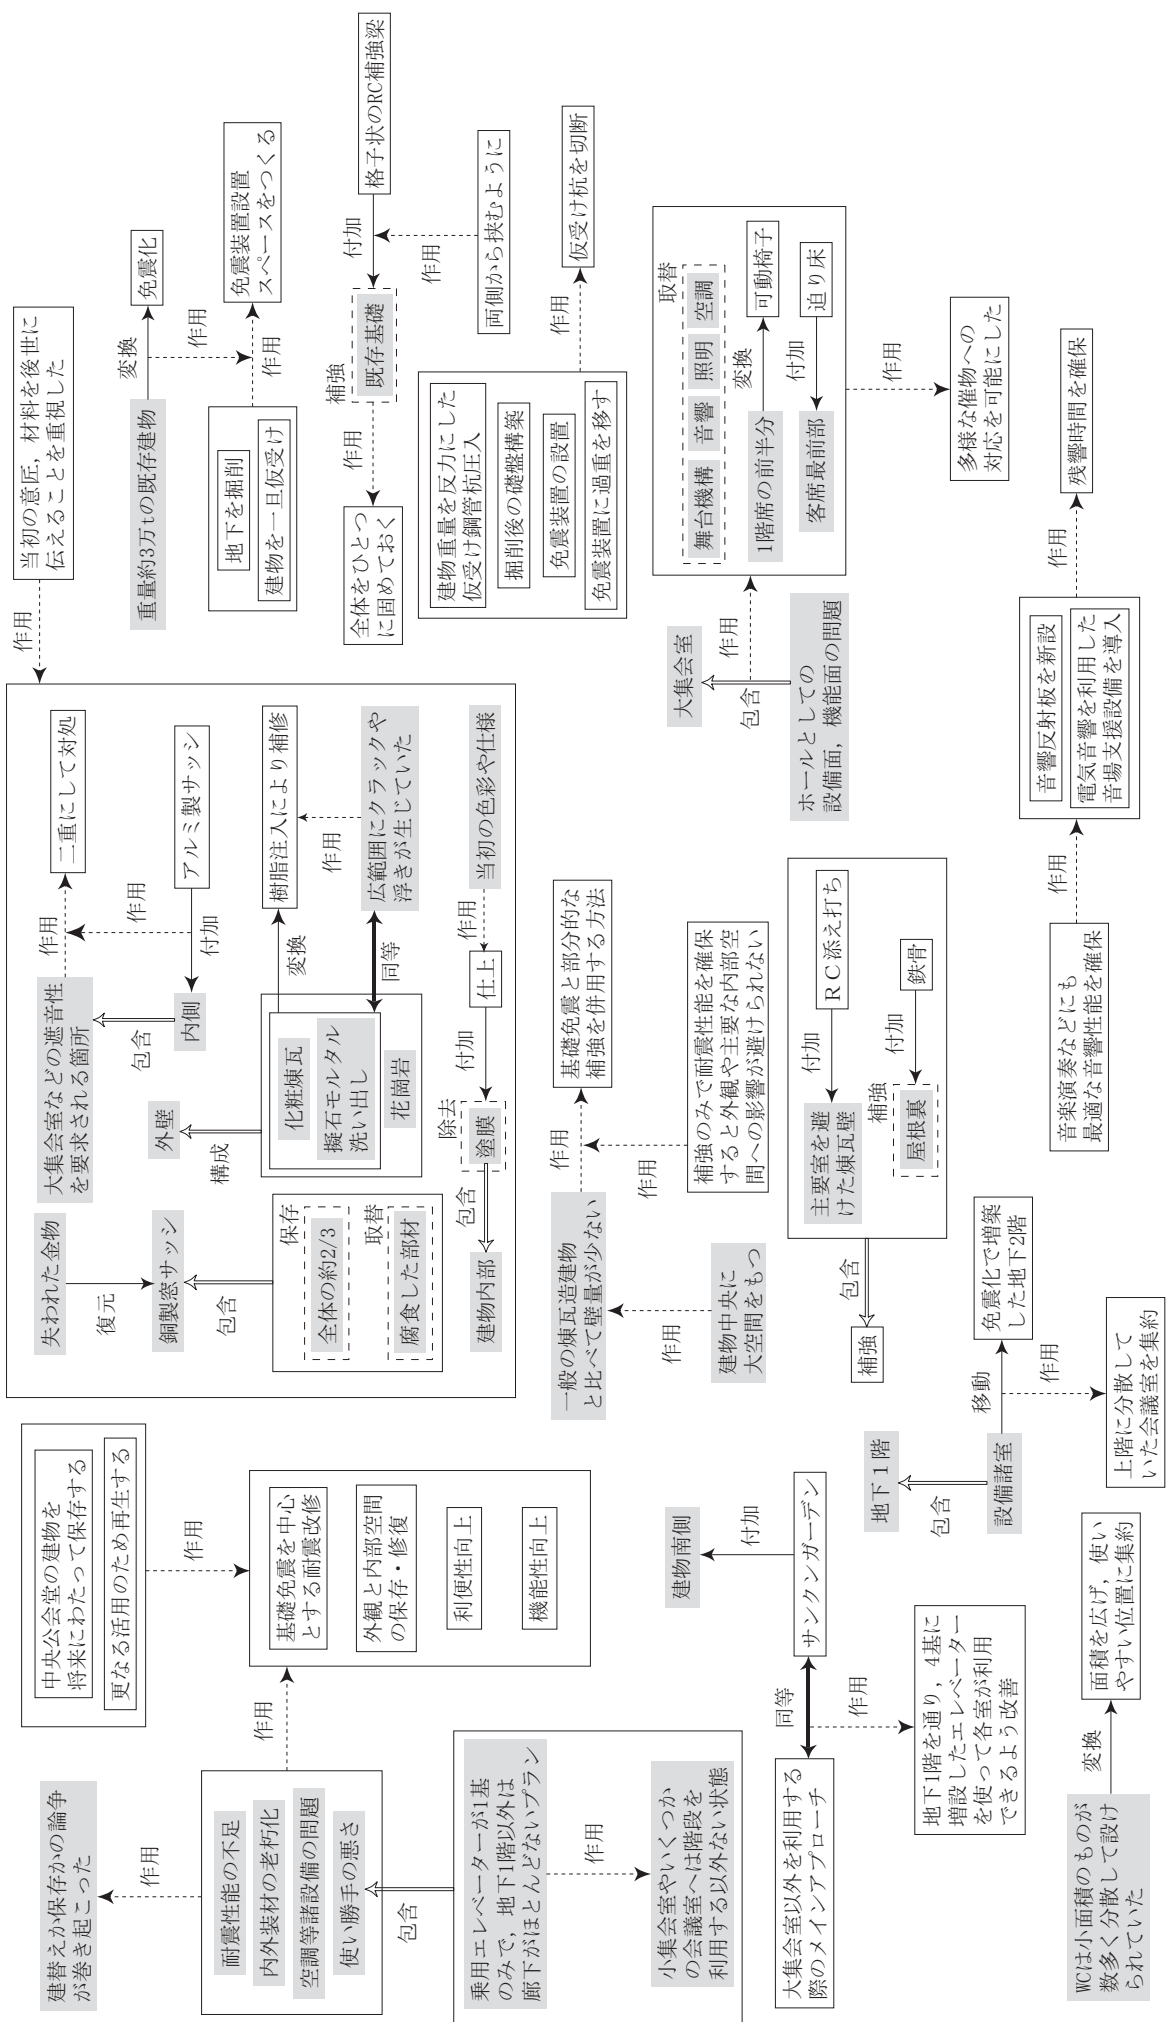 建替えか保存かの論争
が巻き起こった
作用
耐震性能の不足
内外装材の老朽化
空調等諸設備の問題
使い勝手の悪さ
包含
乗用エレベーターが1基
のみで，地下1階以外は
廊下がほとんどないプラン
作用
小集会室やいくつか
の会議室へは階段を
利用する以外ない状態
作用
中央公会堂の建物を
将来にわたって保存する
更なる活用のため再生する
作用
基礎免震を中心
とする耐震改修
外観と内部空間
の保存・修復
利便性向上
機能性向上
大集会室以外を利用する
際のメインアプローチ
同等
サンクンガーデン
付加
建物南側
作用
地下1階を通り，4基に
増設したエレベーター
を使って各室が利用
できるよう改善
WCは小面積のものが
数多く分散して設け
られていた
変換
面積を広げ，使い
やすい位置に集約
当初の意匠，材料を後世に
伝えることを重視した
作用
失われた金物
復元
銅製窓サッシ
包含
保存
全体の約2/3
取替
腐食した部材
大集会室などの遮音性
を要求される箇所
作用
二重にして対処
包含
内側
付加
アルミ製サッシ
作用
外壁
構成
化粧煉瓦
擬石モルタル
洗い出し
花崗岩
変換
樹脂注入により補修
同等
広範囲にクラックや
浮きが生じていた
作用
建物内部
包含
除去
塗膜
付加
仕上
作用
当初の色彩や仕様
一般の煉瓦造建物
と比べて壁量が少ない
作用
建物中央に
大空間をもつ
作用
基礎免震と部分的な
補強を併用する方法
作用
補強のみで耐震性能を確保
すると外観や主要な内部空
間への影響が避けられない
補強
包含
主要室を避
けた煉瓦壁
付加
RC添え打ち
補強
屋根裏
付加
鉄骨
地下1階
包含
設備諸室
移動
免震化で増築
した地下2階
作用
上階に分散して
いた会議室を集約
重量約3万tの既存建物
変換
免震化
作用
地下を掘削
建物を一旦仮受け
作用
免震装置設置
スペースをつくる
全体をひとつ
に固めておく
作用
補強
既存基礎
付加
格子状のRC補強梁
作用
両側から挟むように
建物重量を反力にした
仮受け鋼管杭圧入
掘削後の礎盤構築
免震装置の設置
免震装置に過重を移す
作用
仮受け杭を切断
大集会室
包含
ホールとしての
設備面，機能面の問題
作用
取替
舞台機構
音響
照明
空調
1階席の前半分
変換
可動椅子
客席最前部
付加
迫り床
作用
多様な催物への
対応を可能にした
音楽演奏などにも
最適な音響性能を確保
作用
音響反射板を新設
電気音響を利用した
音場支援設備を導入
作用
残響時間を確保